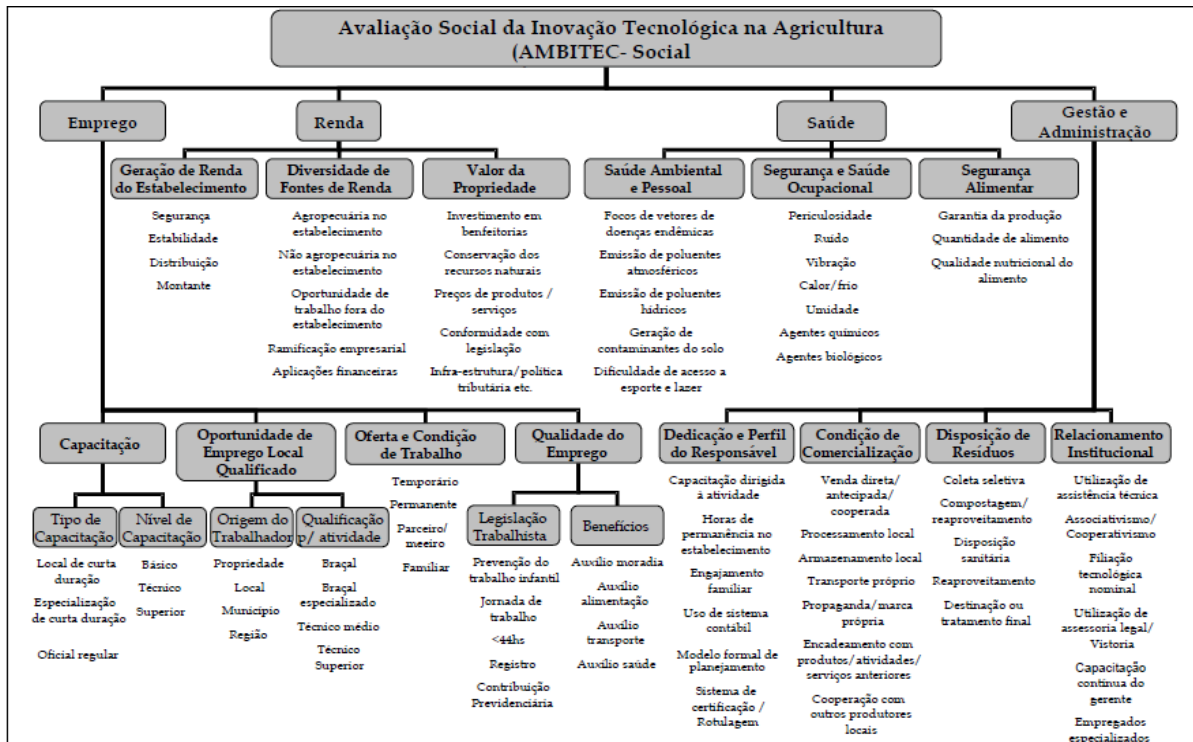 Avaliação Social da Inovação Tecnológica na Agricultura
(AMBITEC- Social
Emprego
Renda
Saúde
Gestão e
Administração
Geração de Renda
do Estabelecimento
Segurança
Estabilidade
Distribuição
Montante
Diversidade de
Fontes de Renda
Agropecuária no
estabelecimento
Não agropecuária no
estabelecimento
Oportunidade de
trabalho fora do
estabelecimento
Ramificação empresarial
Aplicações financeiras
Valor da
Propriedade
Investimento em
benfeitorias
Conservação dos
recursos naturais
Preços de produtos /
serviços
Conformidade com
legislação
Infra-estrutura/política
tributária etc.
Saúde Ambiental
e Pessoal
Focos de vetores de
doenças endêmicas
Emissão de poluentes
atmosféricos
Emissão de poluentes
hídricos
Geração de
contaminantes do solo
Dificuldade de acesso a
esporte e lazer
Segurança e Saúde
Ocupacional
Periculosidade
Ruído
Vibração
Calor/frio
Umidade
Agentes químicos
Agentes biológicos
Segurança
Alimentar
Garantia da produção
Quantidade de alimento
Qualidade nutricional do
alimento
Capacitação
Tipo de
Capacitação
Local de curta
duração
Especialização
de curta duração
Oficial regular
Nível de
Capacitação
Básico
Técnico
Superior
Oportunidade de
Emprego Local
Qualificado
Origem do
Trabalhador
Propriedade
Local
Município
Região
Qualificação
p/ atividade
Braçal
Braçal
especializado
Técnico médio
Técnico
Superior
Oferta e Condição
de Trabalho
Temporário
Permanente
Parceiro/
meeiro
Familiar
Qualidade do
Emprego
Legislação
Trabalhista
Prevenção do
trabalho infantil
Jornada de
trabalho
<44hs
Registro
Contribuição
Previdenciária
Benefícios
Auxílio moradia
Auxílio
alimentação
Auxílio
transporte
Auxílio saúde
Dedicação e Perfil
do Responsável
Capacitação dirigida
à atividade
Horas de
permanência no
estabelecimento
Engajamento
familiar
Uso de sistema
contábil
Modelo formal de
planejamento
Sistema de
certificação /
Rotulagem
Condição de
Comercialização
Venda direta/
antecipada/
cooperada
Processamento local
Armazenamento local
Transporte próprio
Propaganda/marca
própria
Encadeamento com
produtos/atividades/
serviços anteriores
Cooperação com
outros produtores
locais
Disposição de
Resíduos
Coleta seletiva
Compostagem/
reaproveitamento
Disposição
sanitária
Reaproveitamento
Destinação ou
tratamento final
Relacionamento
Institucional
Utilização de
assistência técnica
Associativismo/
Cooperativismo
Filiação
tecnológica
nominal
Utilização de
assessoria legal/
Vistoria
Capacitação
contínua do
gerente
Empregados
especializados